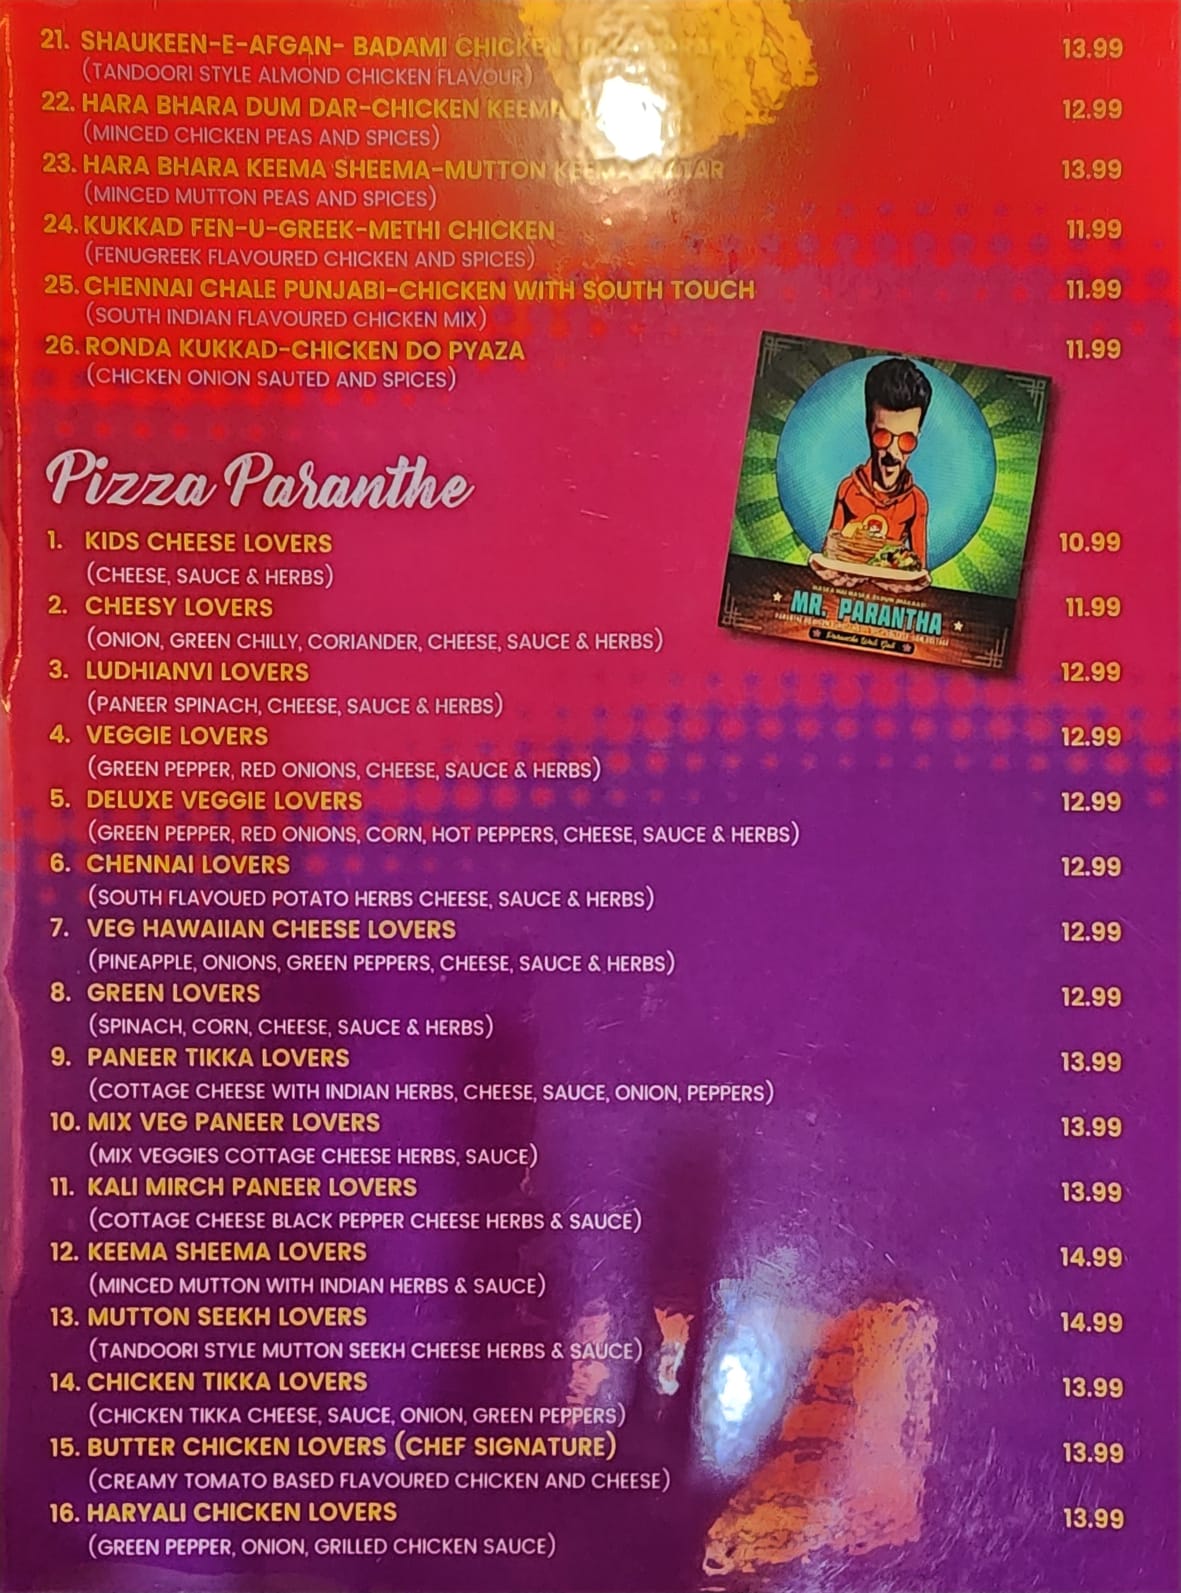 21. SHAUKEEN-E-AFGAN- BADAMI CHICKEN 13.99
(TANDOORI STYLE ALMOND CHICKEN FLAVOUR)
22. HARA BHARA DUM DAR-CHICKEN KEEMA 12.99
(MINCED CHICKEN PEAS AND SPICES)
23. HARA BHARA KEEMA SHEEMA-MUTTON KEEMA 13.99
(MINCED MUTTON PEAS AND SPICES)
24. KUKKAD FEN-U-GREEK-METHI CHICKEN 11.99
(FENUGREEK FLAVOURED CHICKEN AND SPICES)
25. CHENNAI CHALE PUNJABI-CHICKEN WITH SOUTH TOUCH 11.99
(SOUTH INDIAN FLAVOURED CHICKEN MIX)
26. RONDA KUKKAD-CHICKEN DO PYAZA 11.99
(CHICKEN ONION SAUTED AND SPICES)
MR. PARANTHA
Pizza Paranthe
1. KIDS CHEESE LOVERS 10.99
(CHEESE, SAUCE & HERBS)
2. CHEESY LOVERS 11.99
(ONION, GREEN CHILLY, CORIANDER, CHEESE, SAUCE & HERBS)
3. LUDHIANVI LOVERS 12.99
(PANEER SPINACH, CHEESE, SAUCE & HERBS)
4. VEGGIE LOVERS 12.99
(GREEN PEPPER, RED ONIONS, CHEESE, SAUCE & HERBS)
5. DELUXE VEGGIE LOVERS 12.99
(GREEN PEPPER, RED ONIONS, CORN, HOT PEPPERS, CHEESE, SAUCE & HERBS)
6. CHENNAI LOVERS 12.99
(SOUTH FLAVOUED POTATO HERBS CHEESE, SAUCE & HERBS)
7. VEG HAWAIIAN CHEESE LOVERS 12.99
(PINEAPPLE, ONIONS, GREEN PEPPERS, CHEESE, SAUCE & HERBS)
8. GREEN LOVERS 12.99
(SPINACH, CORN, CHEESE, SAUCE & HERBS)
9. PANEER TIKKA LOVERS 13.99
(COTTAGE CHEESE WITH INDIAN HERBS, CHEESE, SAUCE, ONION, PEPPERS)
10. MIX VEG PANEER LOVERS 13.99
(MIX VEGGIES COTTAGE CHEESE HERBS, SAUCE)
11. KALI MIRCH PANEER LOVERS 13.99
(COTTAGE CHEESE BLACK PEPPER CHEESE HERBS & SAUCE)
12. KEEMA SHEEMA LOVERS 14.99
(MINCED MUTTON WITH INDIAN HERBS & SAUCE)
13. MUTTON SEEKH LOVERS 14.99
(TANDOORI STYLE MUTTON SEEKH CHEESE HERBS & SAUCE)
14. CHICKEN TIKKA LOVERS 13.99
(CHICKEN TIKKA CHEESE, SAUCE, ONION, GREEN PEPPERS)
15. BUTTER CHICKEN LOVERS (CHEF SIGNATURE) 13.99
(CREAMY TOMATO BASED FLAVOURED CHICKEN AND CHEESE)
16. HARYALI CHICKEN LOVERS 13.99
(GREEN PEPPER, ONION, GRILLED CHICKEN SAUCE)